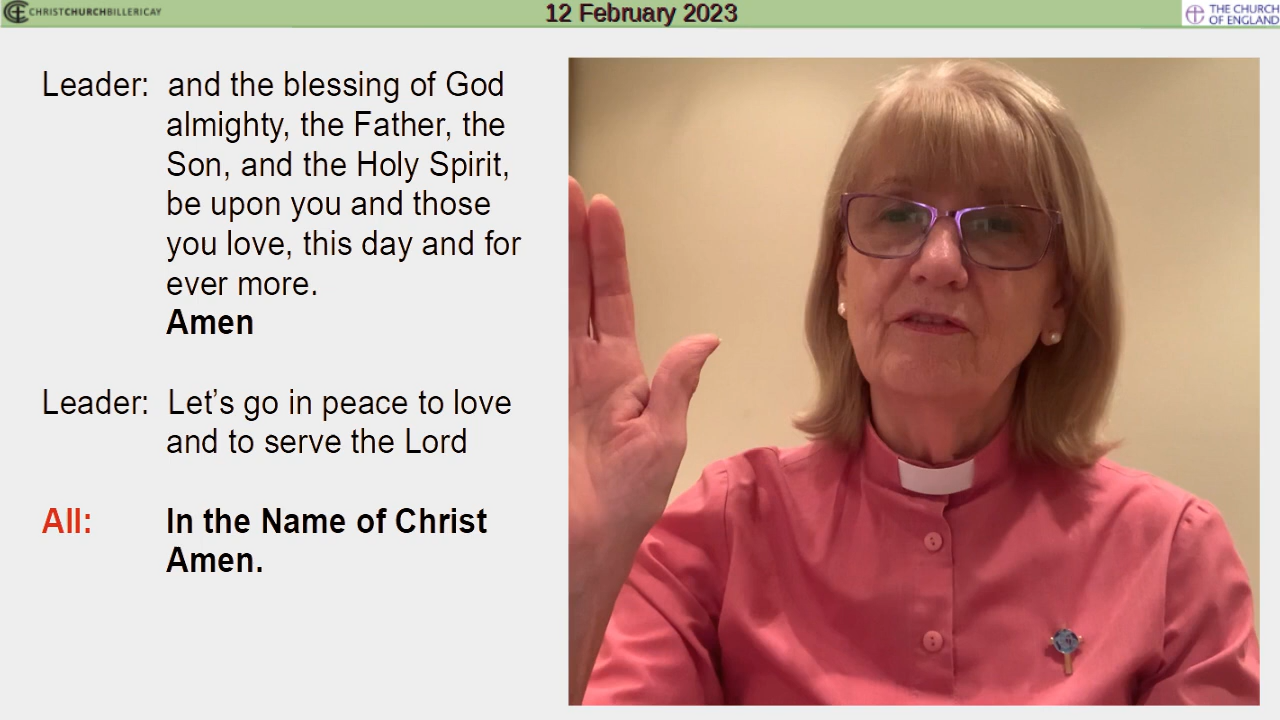 CHRISTCHURCHBILLERICAY
12 February 2023
THE CHURCH
OF ENGLAND
Leader: and the blessing of God
almighty, the Father, the
Son, and the Holy Spirit,
be upon you and those
you love, this day and for
ever more.
Amen
Leader: Let’s go in peace to love
and to serve the Lord
All: In the Name of Christ
Amen.